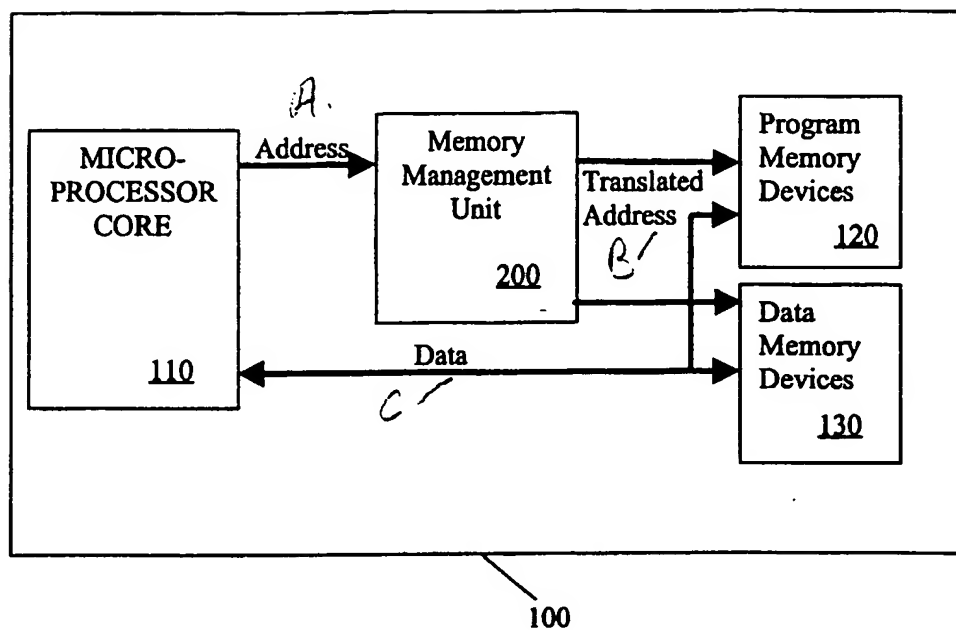 A.
MICRO-
PROCESSOR
CORE
110
Address
Memory
Management
Unit
200
Translated
Address
B
Program
Memory
Devices
120
Data
C
Data
Memory
Devices
130
100